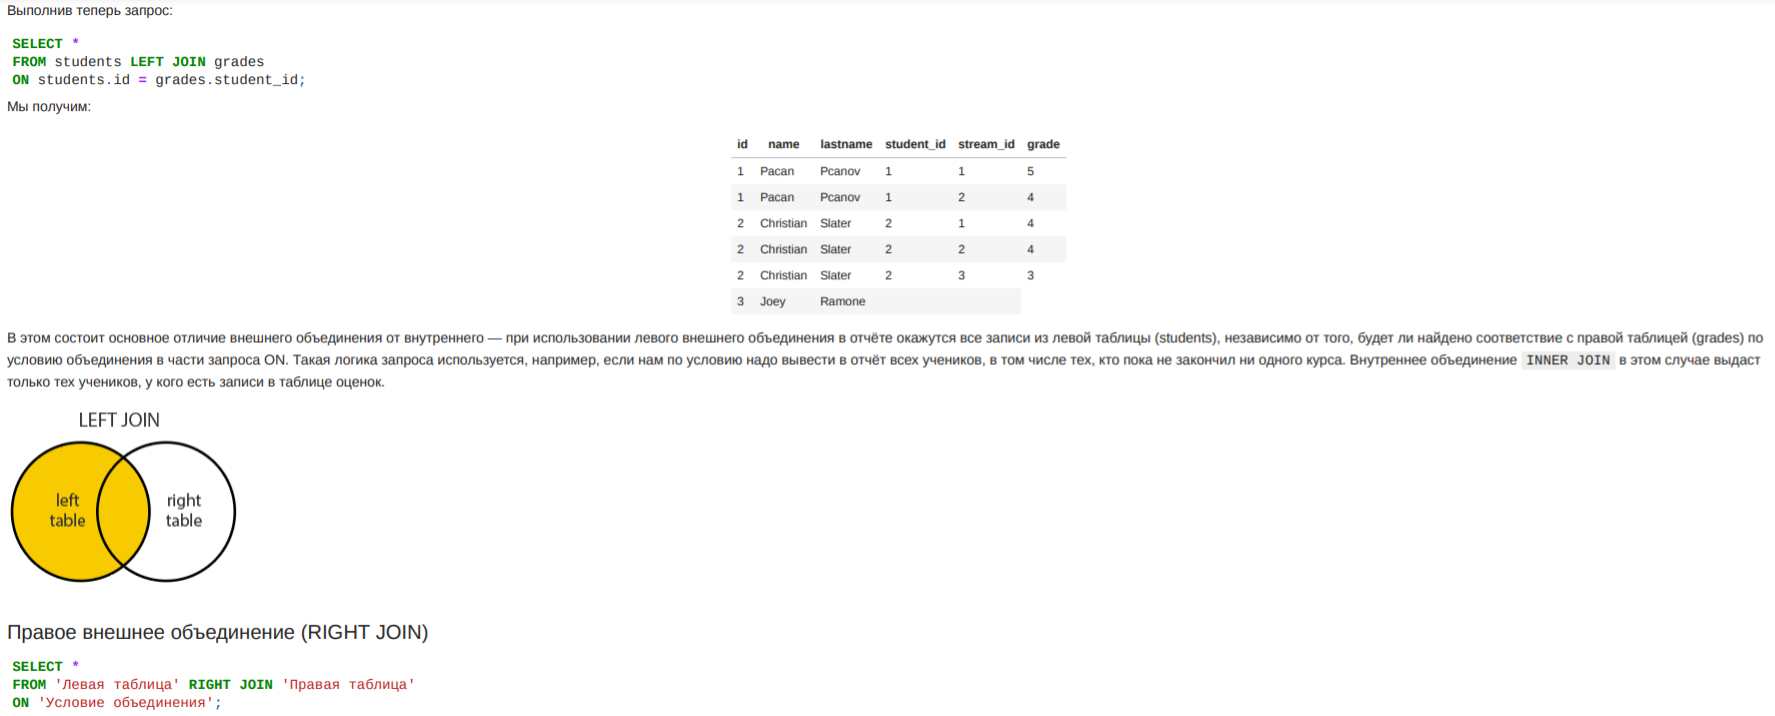 Выполнив теперь запрос:
SELECT *
FROM students LEFT JOIN grades
ON students.id = grades.student_id;
Мы получим:
id name lastname student_id stream_id grade
1 Pacan Pcanov 1 1 5
1 Pacan Pcanov 1 2 4
2 Christian Slater 2 1 4
2 Christian Slater 2 2 4
2 Christian Slater 2 3 3
3 Joey Ramone
В этом состоит основное отличие внешнего объединения от внутреннего — при использовании левого внешнего объединения в отчёте окажутся все записи из левой таблицы (students), независимо от того, будет ли найдено соответствие с правой таблицей (grades) по
условию объединения в части запроса ON. Такая логика запроса используется, например, если нам по условию надо вывести в отчёт всех учеников, в том числе тех, кто пока не закончил ни одного курса. Внутреннее объединение INNER JOIN в этом случае выдаст
только тех учеников, у кого есть записи в таблице оценок.
LEFT JOIN
left
table
right
table
Правое внешнее объединение (RIGHT JOIN)
SELECT *
FROM 'Левая таблица' RIGHT JOIN 'Правая таблица'
ON 'Условие объединения';